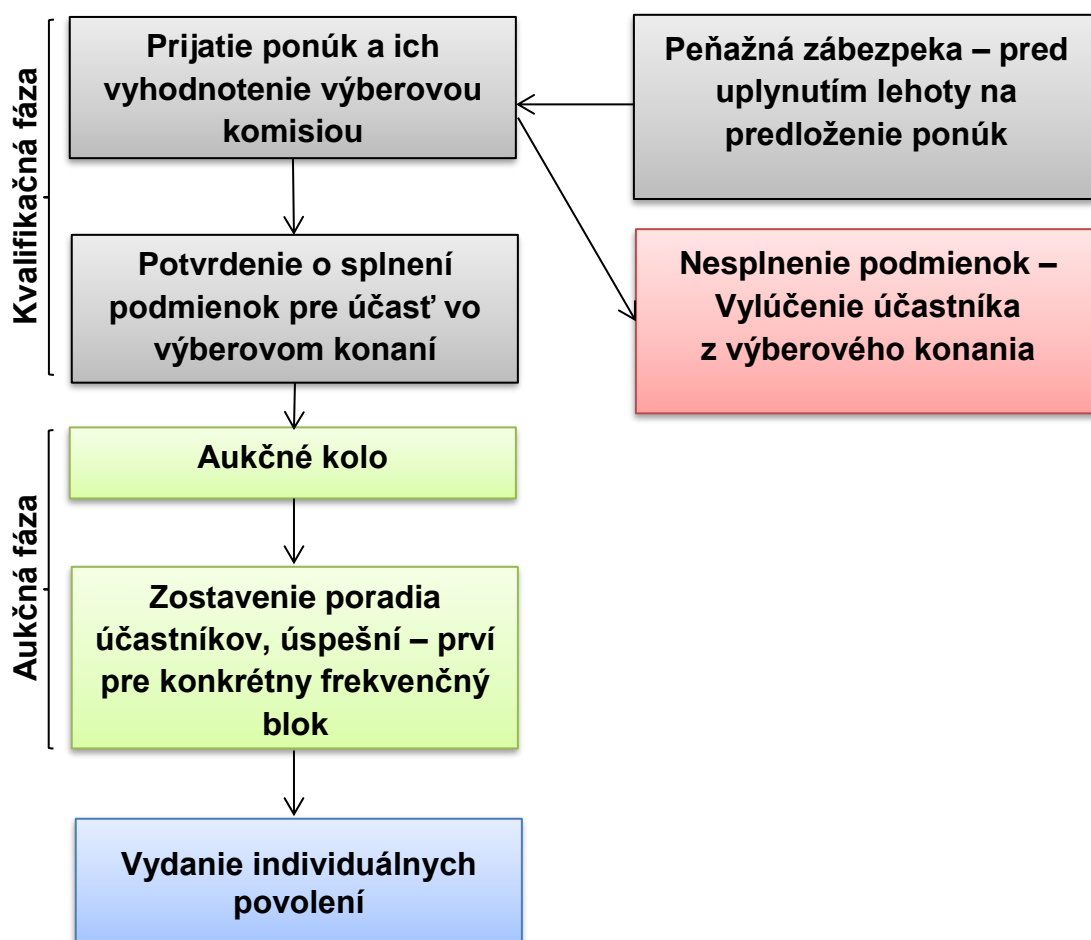 Kvalifikačná fáza
Prijatie ponúk a ich
vyhodnotenie výberovou
komisiou
Peňažná zábezpeka – pred
uplynutím lehoty na
predloženie ponúk
Potvrdenie o splnení
podmienok pre účasť vo
výberovom konaní
Nesplnenie podmienok –
Vylúčenie účastníka
z výberového konania
Aukčná fáza
Aukčné kolo
Zostavenie poradia
účastníkov, úspešní – prví
pre konkrétny frekvenčný
blok
Vydanie individuálnych
povolení